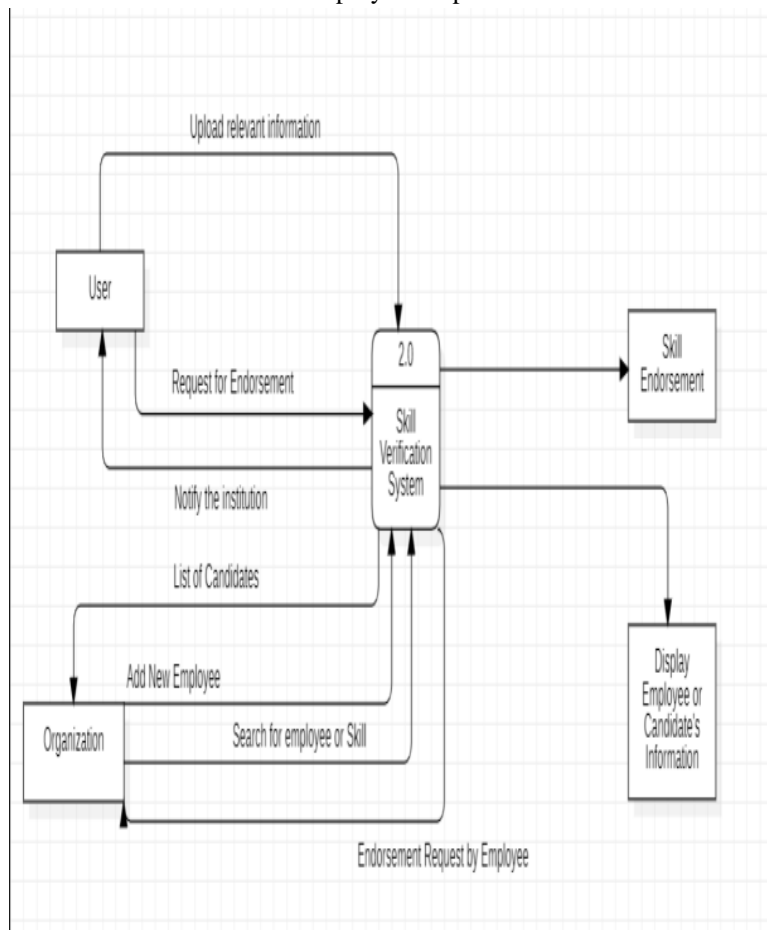 Upload relevant information
User
Request for Endorsement
2.0
Skill
Verification
System
Skill
Endorsement
Notify the institution
List of Candidates
Add New Employee
Organization
Search for employee or Skill
Display
Employee or
Candidate's
Information
Endorsement Request by Employee